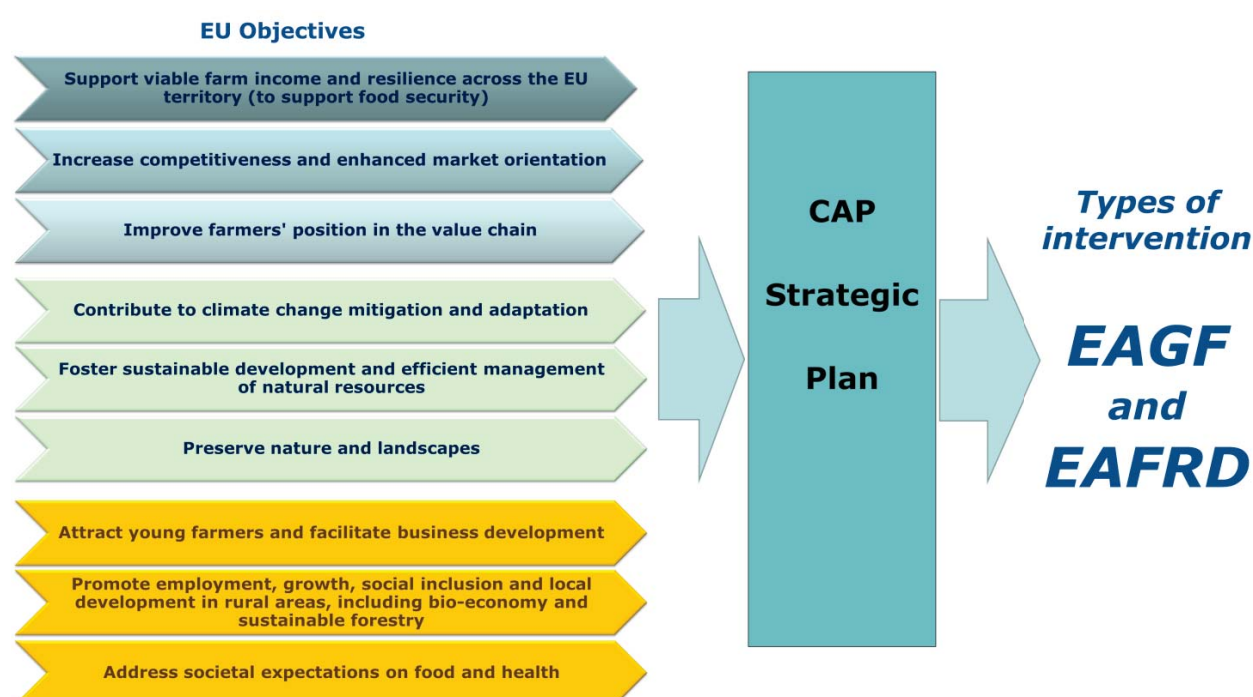 EU Objectives
Support viable farm income and resilience across the EU
territory (to support food security)
Increase competitiveness and enhanced market orientation
Improve farmers' position in the value chain
Contribute to climate change mitigation and adaptation
Foster sustainable development and efficient management
of natural resources
Preserve nature and landscapes
Attract young farmers and facilitate business development
Promote employment, growth, social inclusion and local
development in rural areas, including bio-economy and
sustainable forestry
Address societal expectations on food and health
CAP
Strategic
Plan
Types of
intervention
EAGF
and
EAFRD